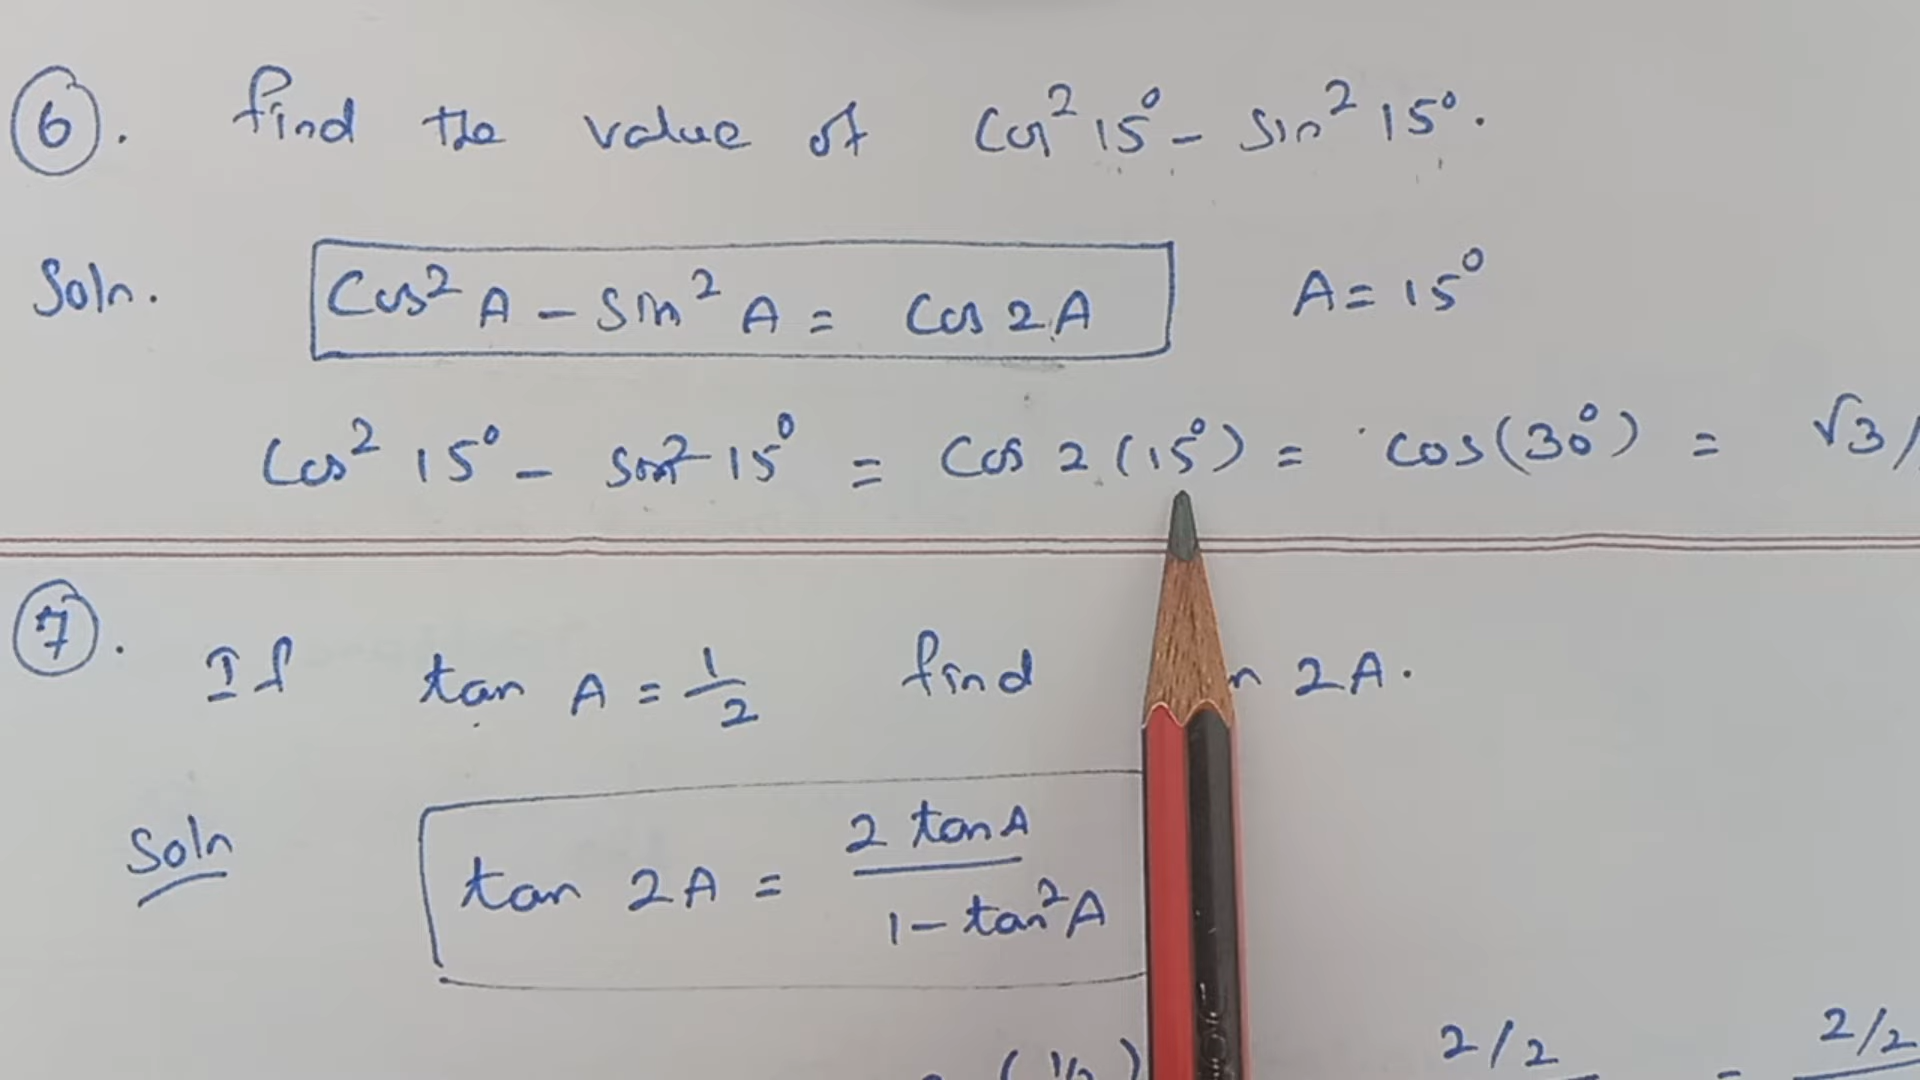 6. Find the value of Cos² 15° - Sin² 15°.
Soln. Cos² A - Sin² A = Cos 2A A = 15°
Cos² 15° - Sin² 15° = Cos 2(15°) = cos(30°) = √3/
7. If tan A = 1/2 find n 2A.
Soln
tan 2A = 2 tan A / 1 - tan² A
(1/2) 2/2 = 2/2